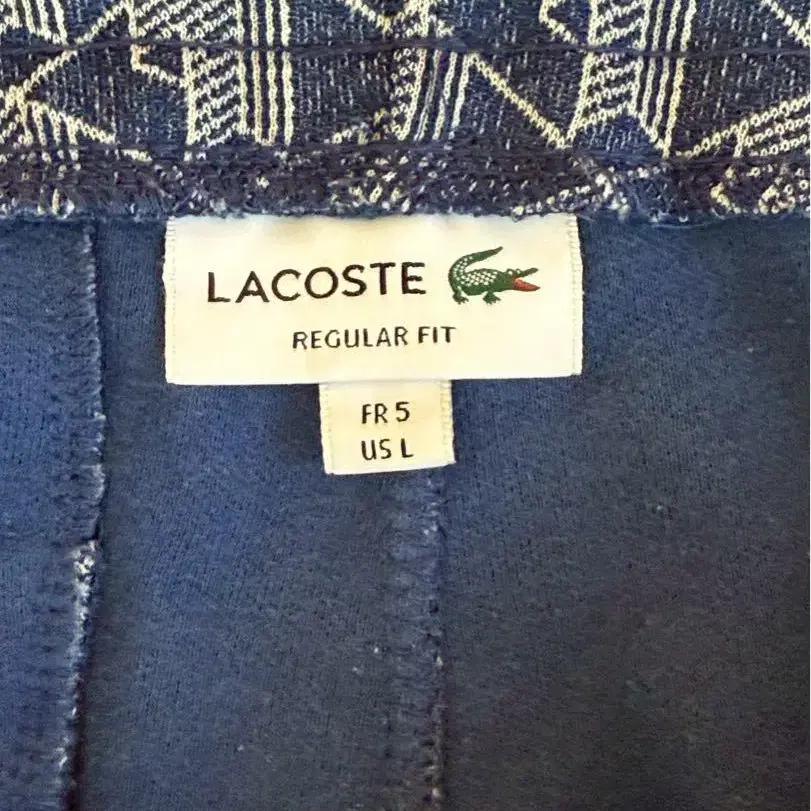 LACOSTE
REGULAR FIT
FR 5
US L